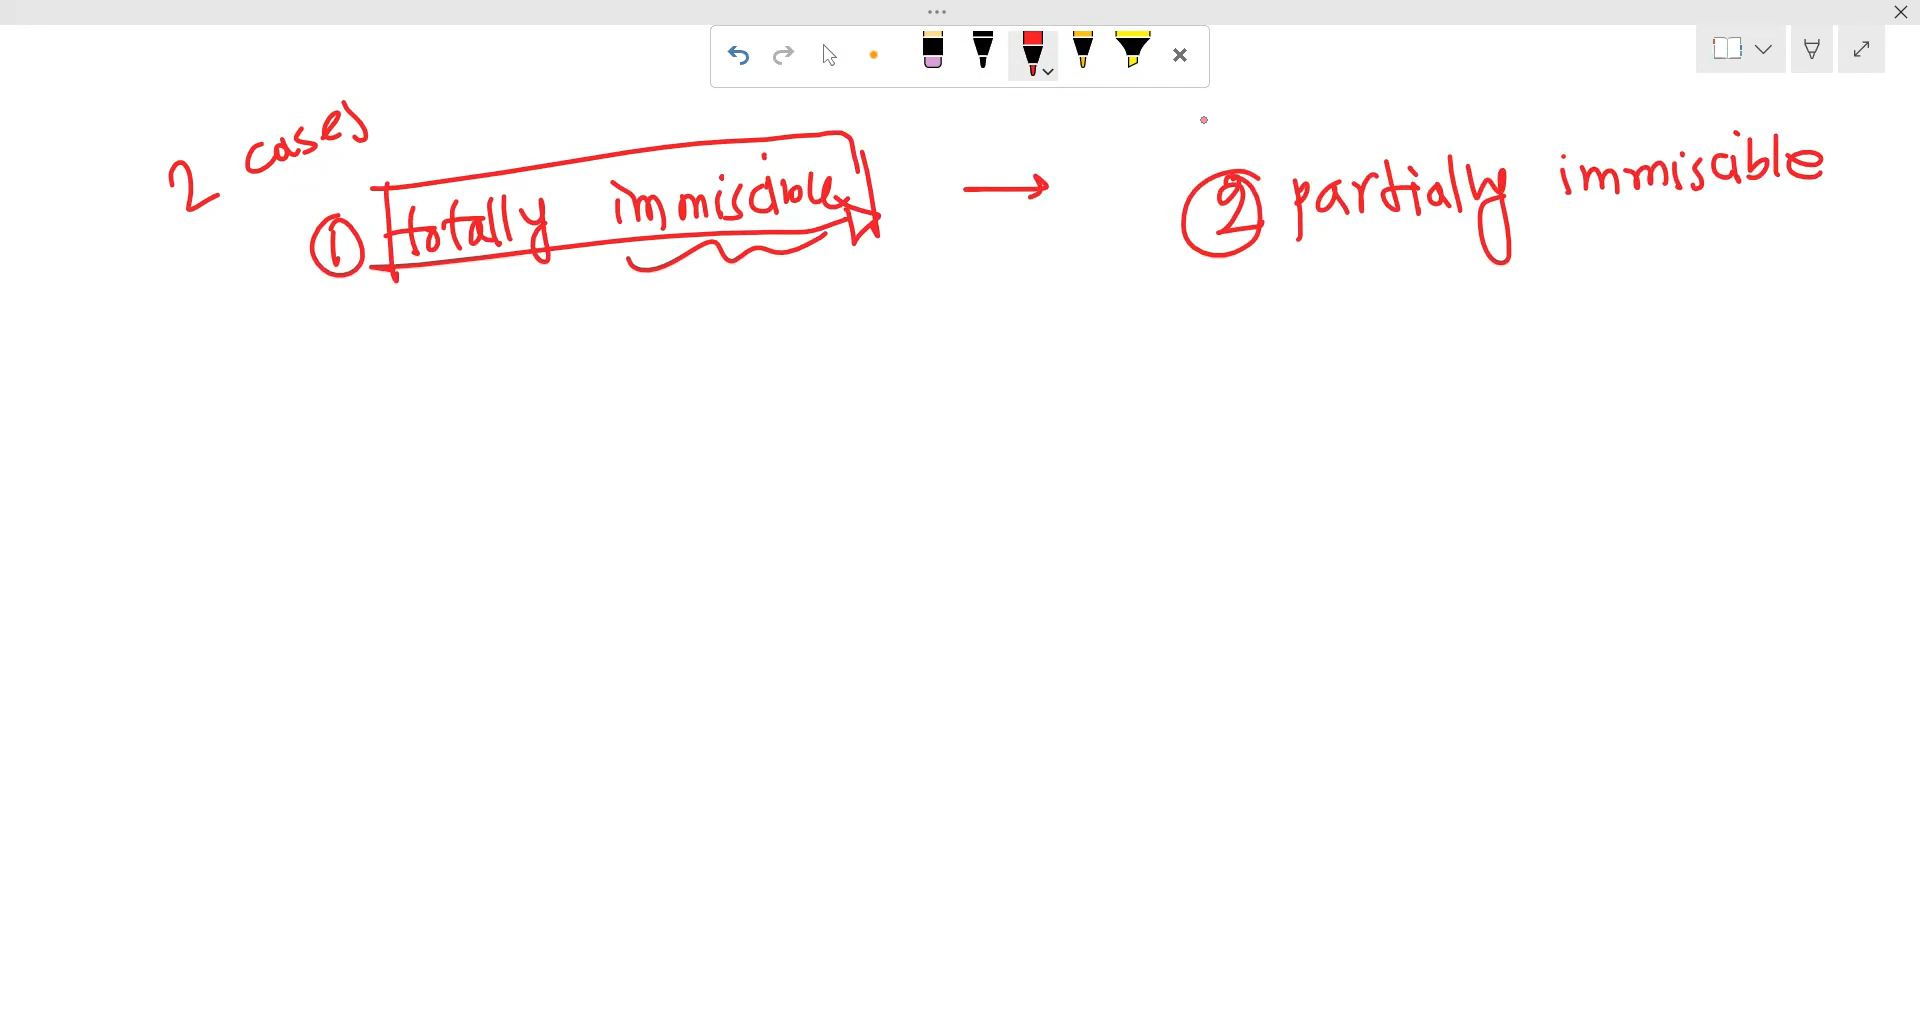 2 cases
① totally immiscible →
② partially immiscible